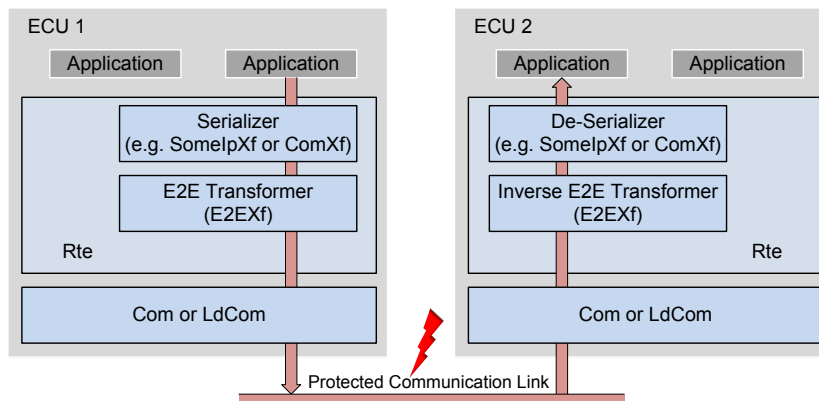 ECU 1
Application
Application
Serializer
(e.g. SomeIpXf or ComXf)
E2E Transformer
(E2EXf)
Rte
Com or LdCom
ECU 2
Application
Application
De-Serializer
(e.g. SomeIpXf or ComXf)
Inverse E2E Transformer
(E2EXf)
Rte
Com or LdCom
Protected Communication Link